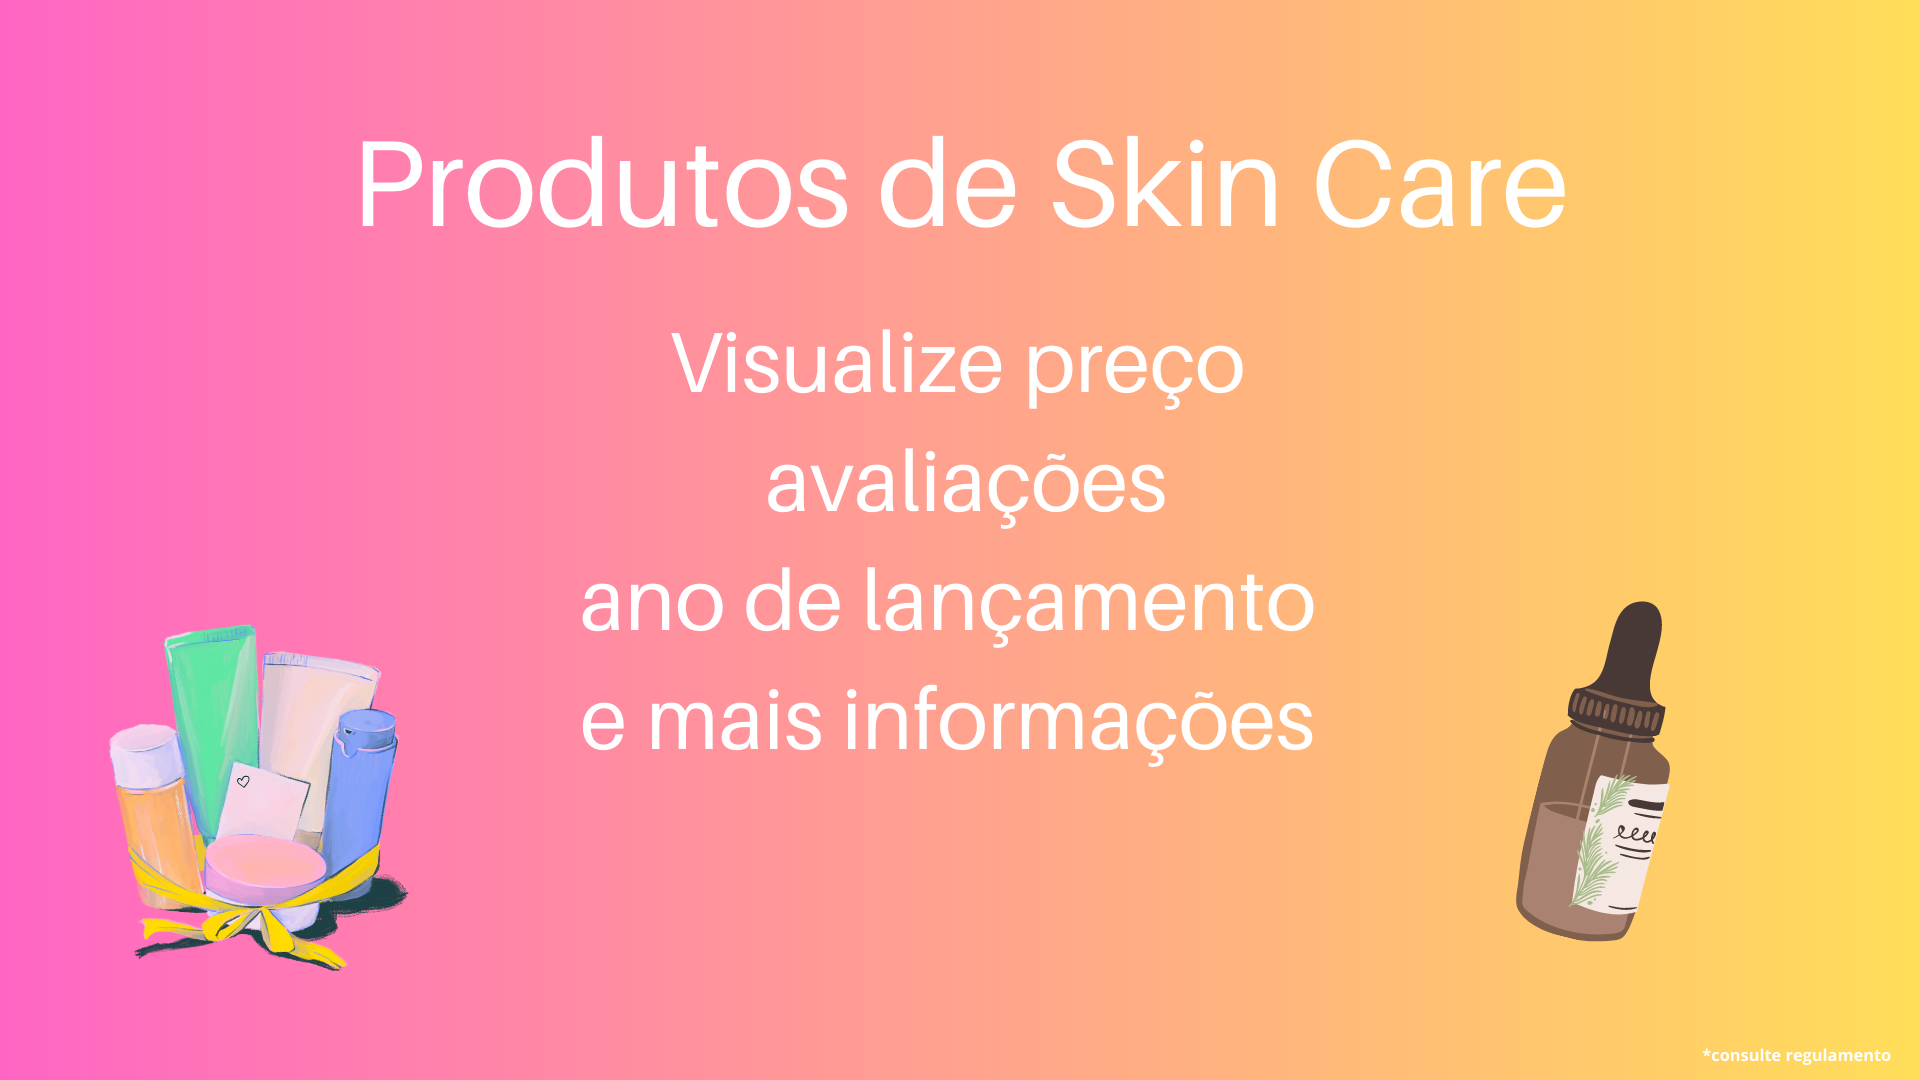 Produtos de Skin Care
Visualize preço
avaliações
ano de lançamento
e mais informações
*consulte regulamento